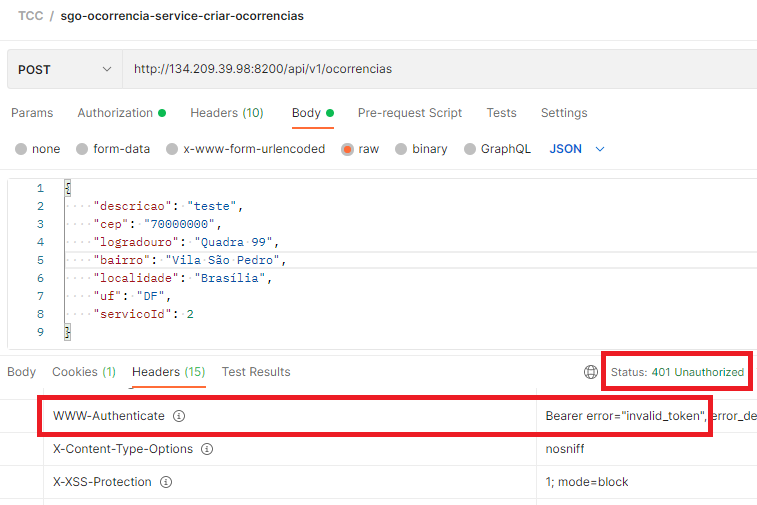 TCC / sgo-ocorrencia-service-criar-ocorrencias
POST http://134.209.39.98:8200/api/v1/ocorrencias
Params Authorization Headers (10) Body Pre-request Script Tests Settings
none form-data x-www-form-urlencoded raw binary GraphQL JSON
1 {
2 "descricao": "teste",
3 "cep": "70000000",
4 "logradouro": "Quadra 99",
5 "bairro": "Vila São Pedro",
6 "localidade": "Brasília",
7 "uf": "DF",
8 "servicoId": 2
9 }
Body Cookies (1) Headers (15) Test Results Status: 401 Unauthorized
WWW-Authenticate Bearer error="invalid_token", error_de
X-Content-Type-Options nosniff
X-XSS-Protection 1; mode=block